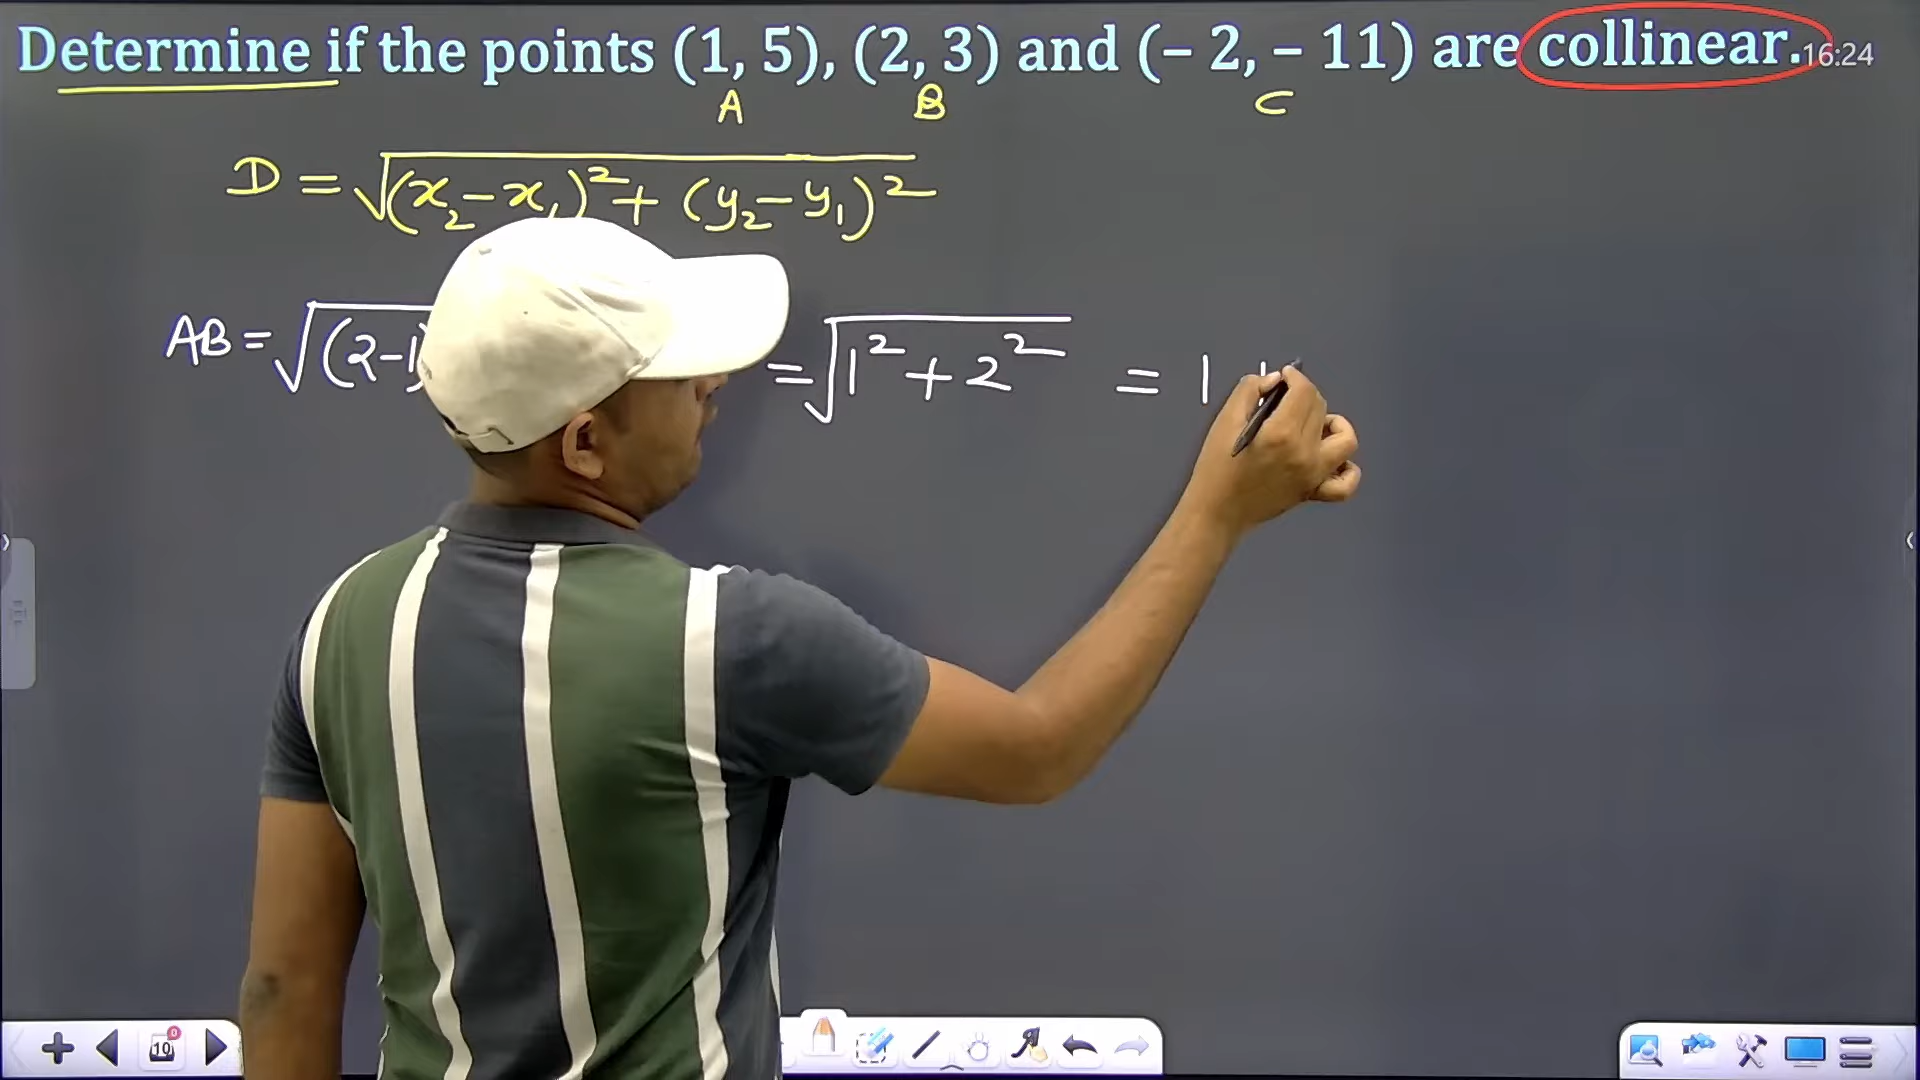 Determine if the points (1, 5), (2, 3) and (– 2, – 11) are collinear.
16:24
A B C
D = √(x₂-x₁)² + (y₂-y₁)²
AB = √(2-1) = √1² + 2² = 1
10
0